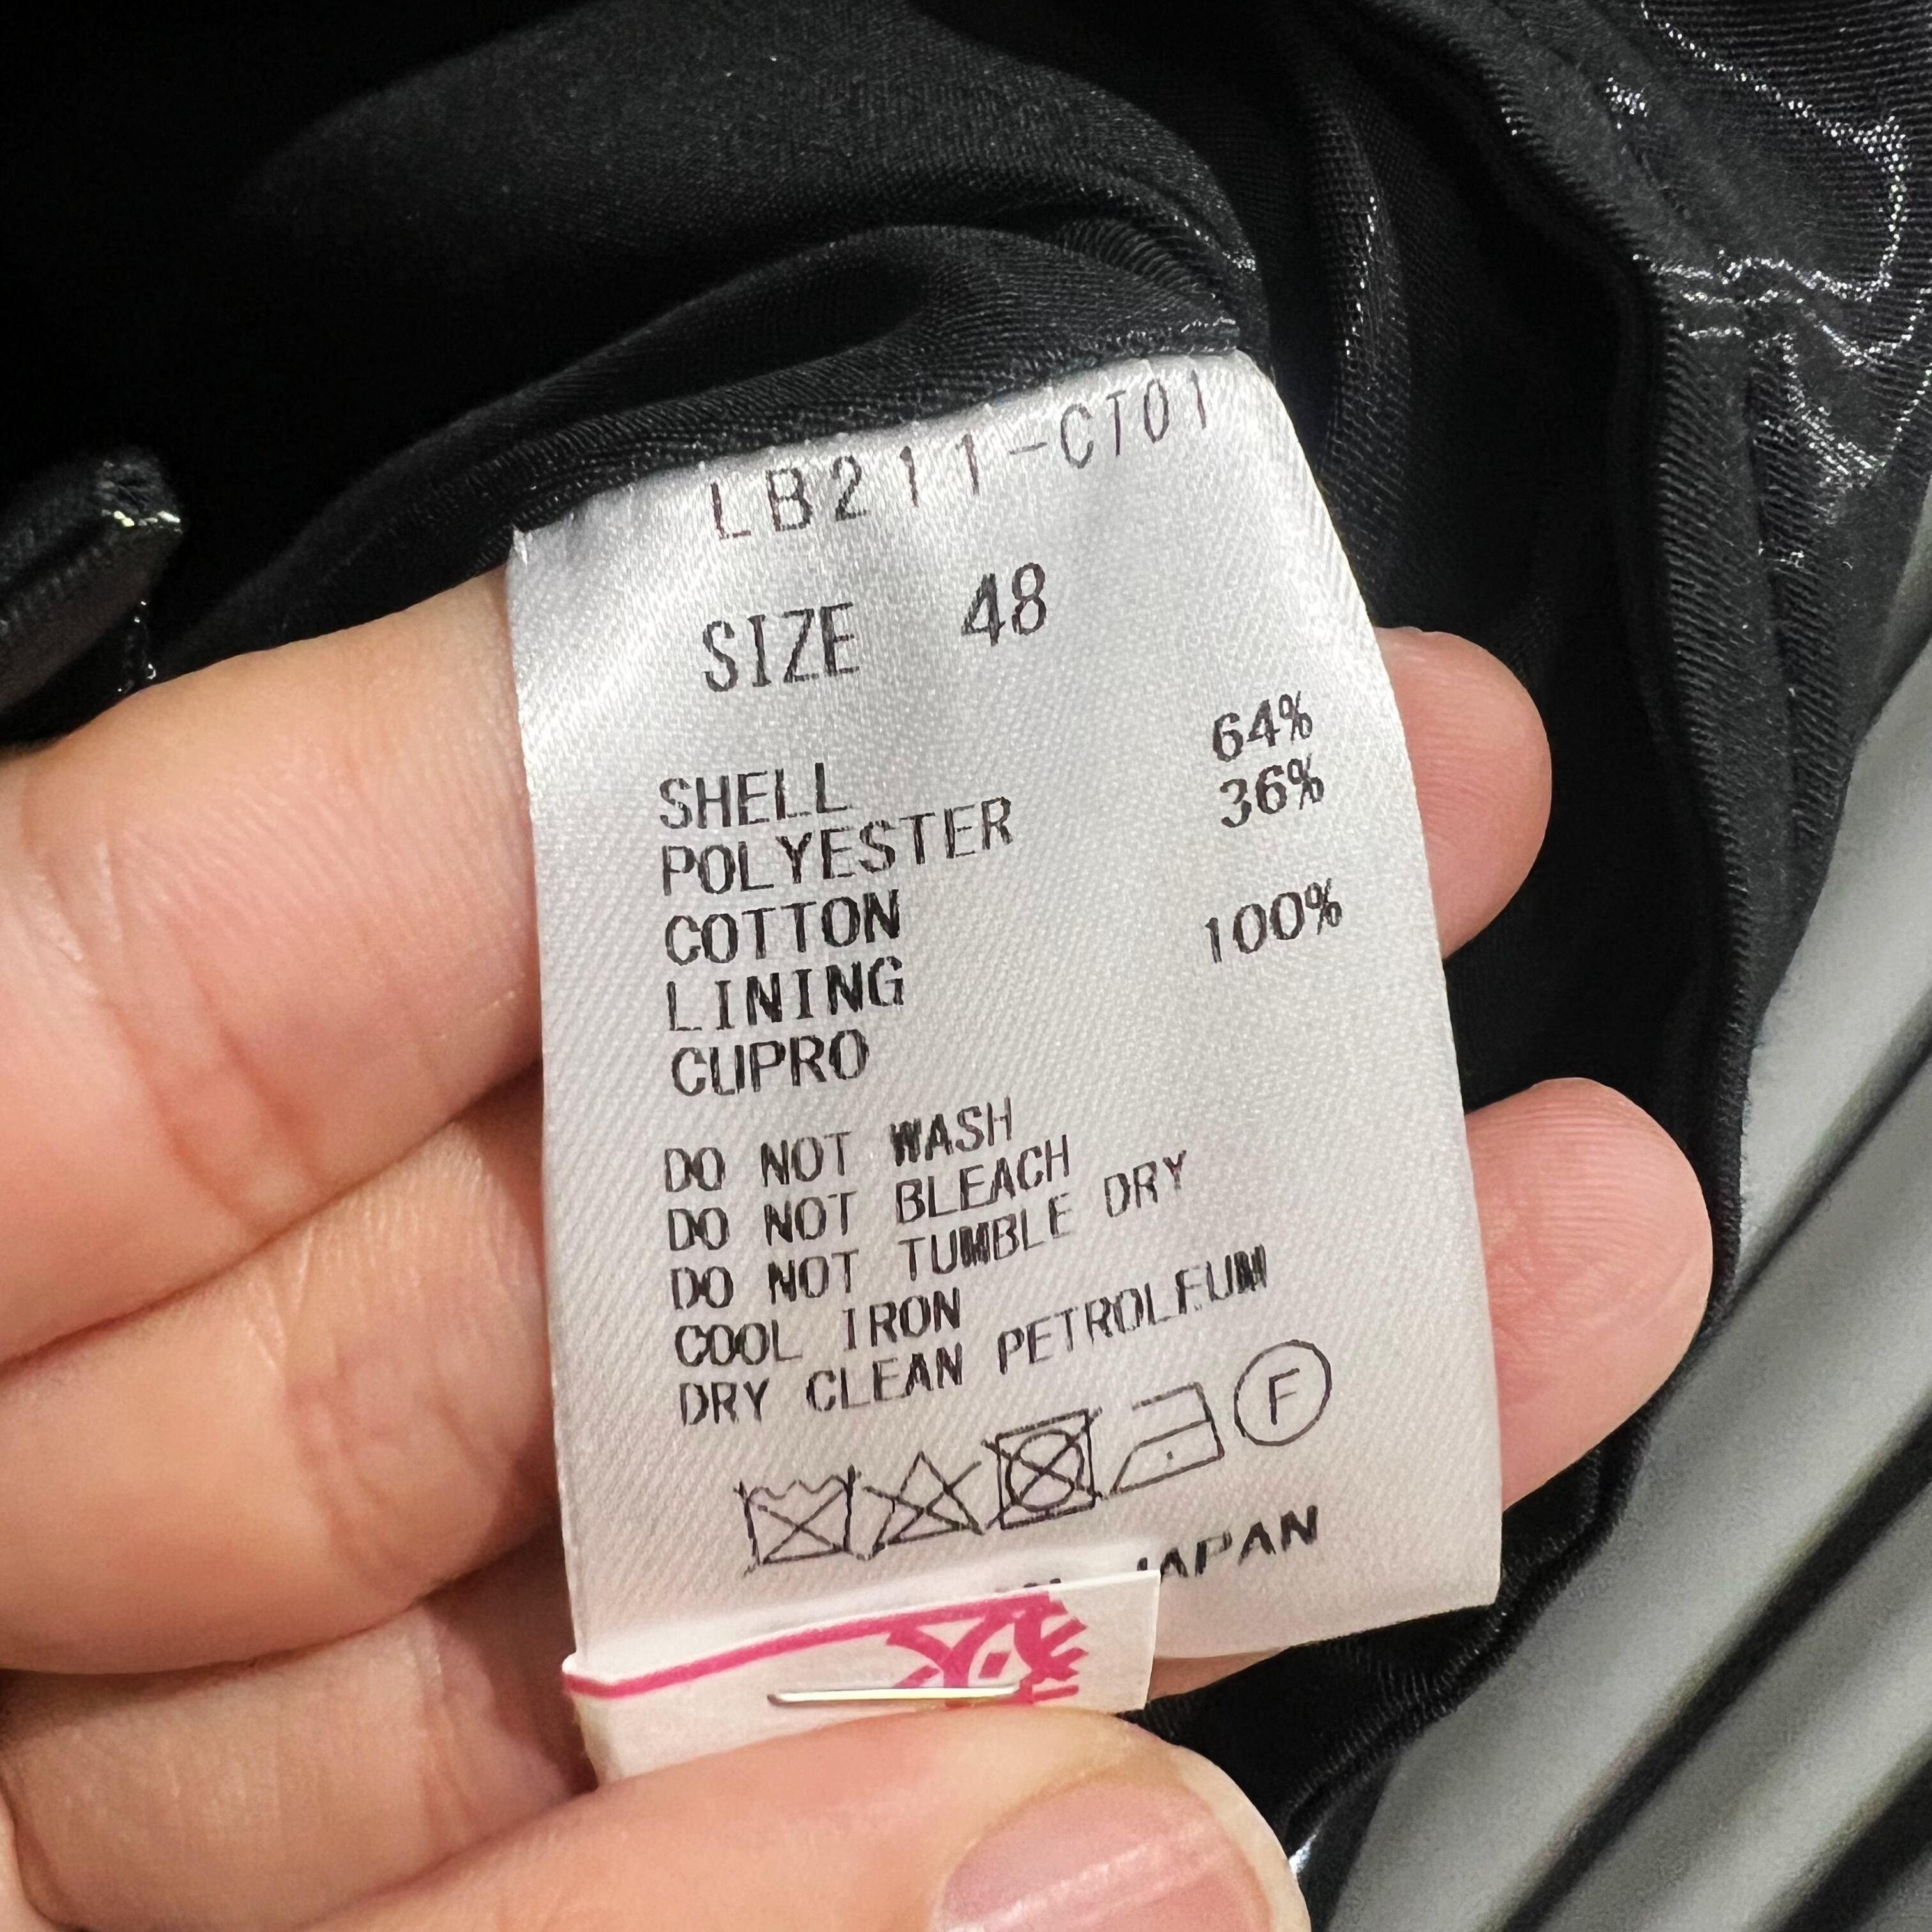 LB211-CT01
SIZE 48
SHELL
POLYESTER 64%
COTTON 36%
LINING
CUPRO 100%
DO NOT WASH
DO NOT BLEACH
DO NOT TUMBLE DRY
COOL IRON
DRY CLEAN PETROLEUM
F
JAPAN